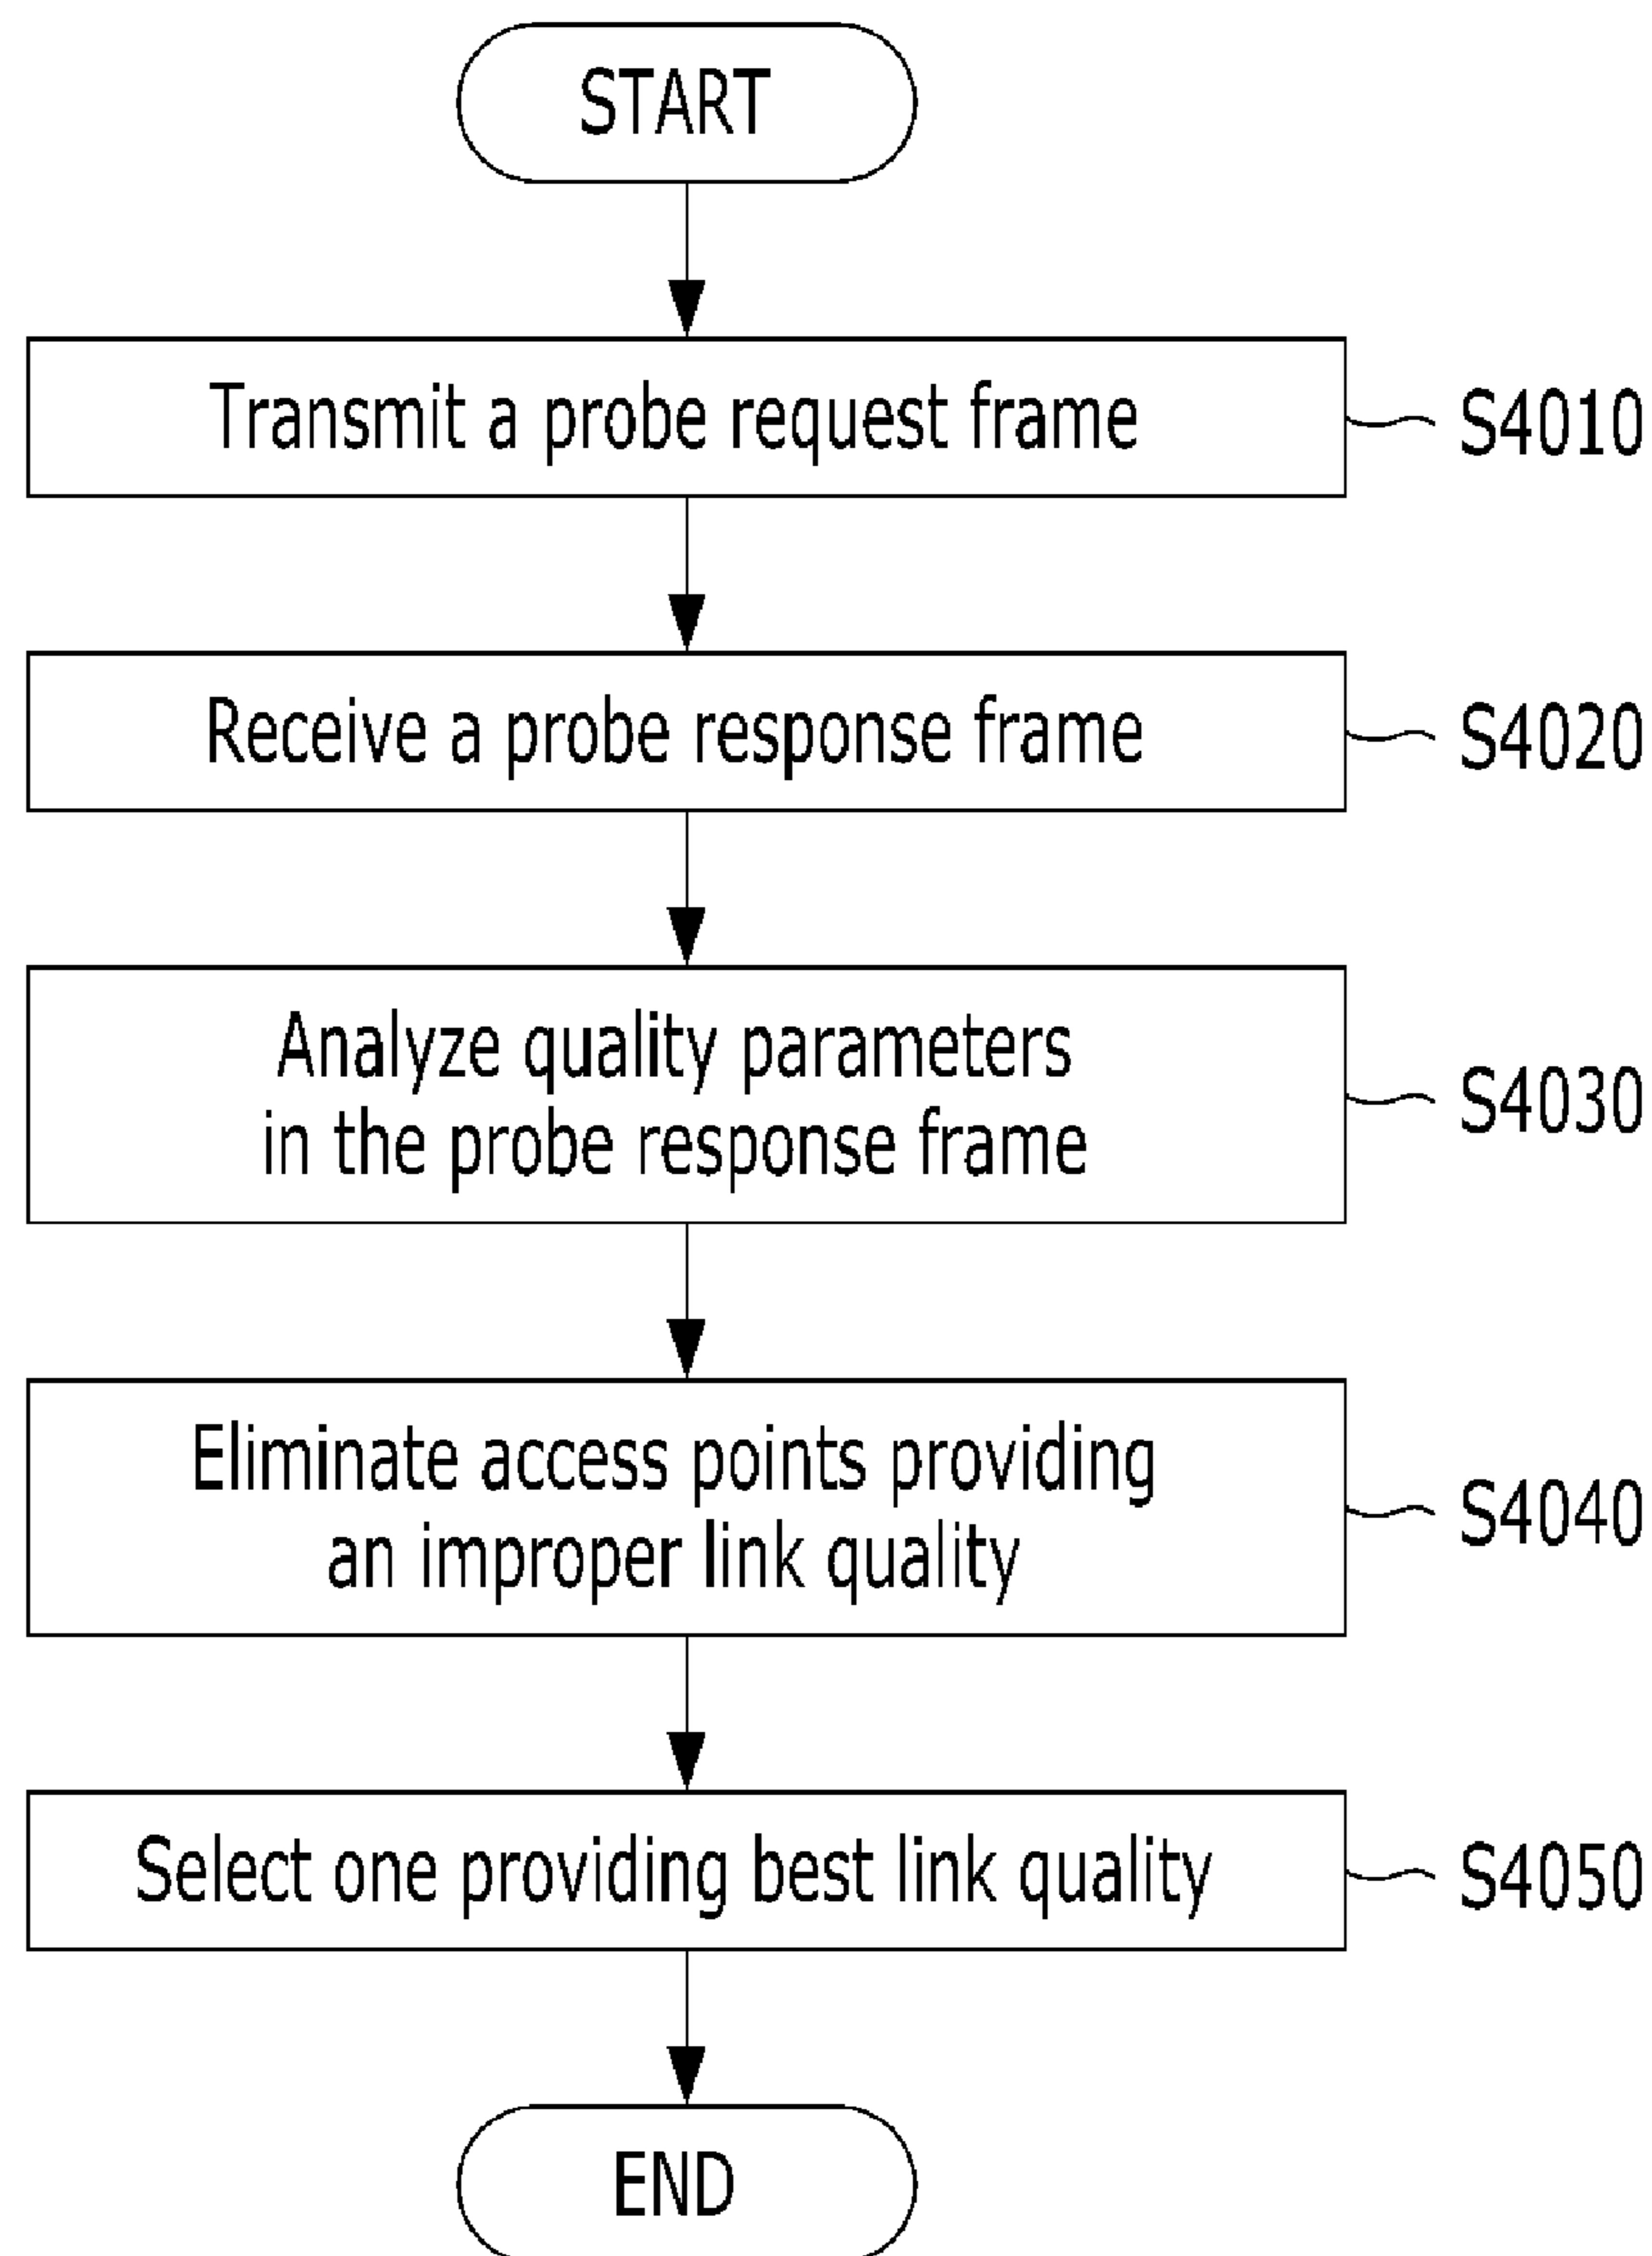 START
Transmit a probe request frame
S4010
Receive a probe response frame
S4020
Analyze quality parameters
in the probe response frame
S4030
Eliminate access points providing
an improper link quality
S4040
Select one providing best link quality
S4050
END